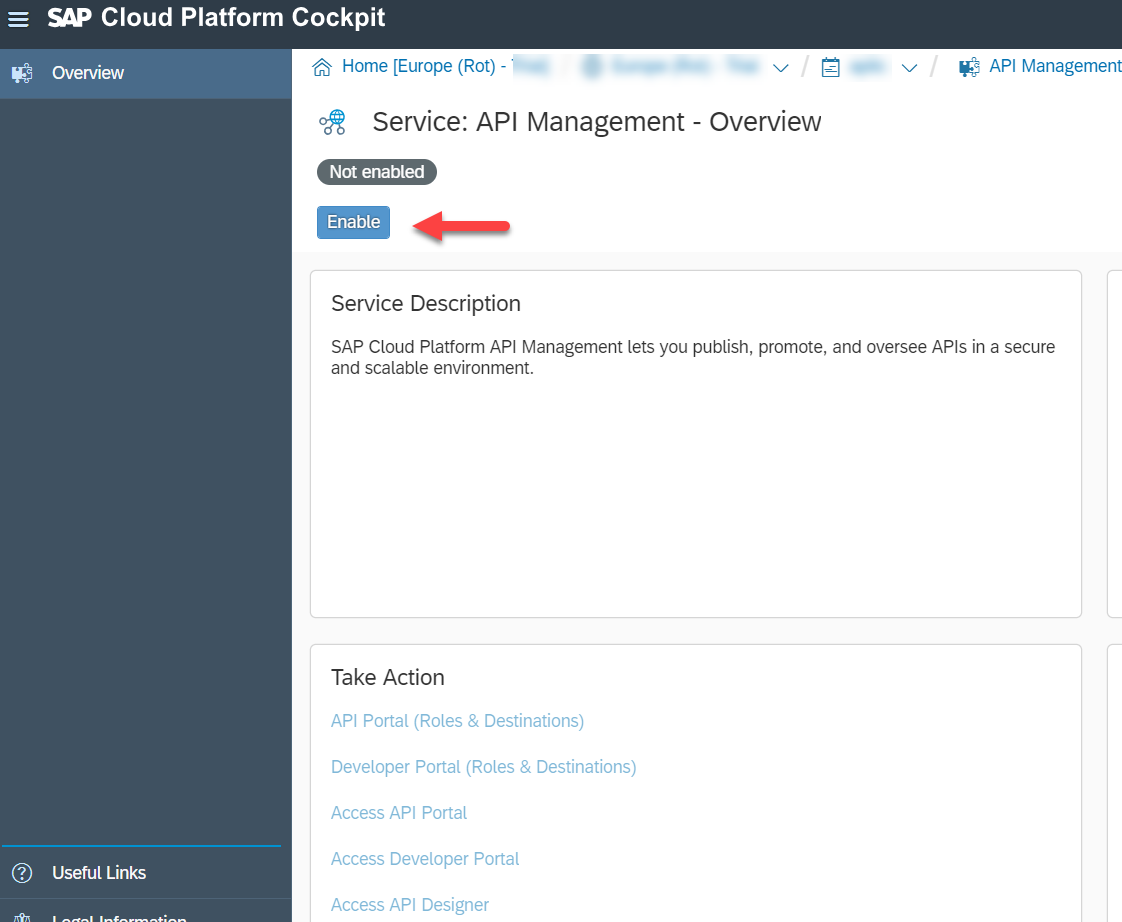 SAP Cloud Platform Cockpit
Overview
Home [Europe (Rot) - / / API Management
Service: API Management - Overview
Not enabled
Enable
Service Description
SAP Cloud Platform API Management lets you publish, promote, and oversee APIs in a secure
and scalable environment.
Take Action
API Portal (Roles & Destinations)
Developer Portal (Roles & Destinations)
Access API Portal
Access Developer Portal
Access API Designer
Useful Links
Legal Information